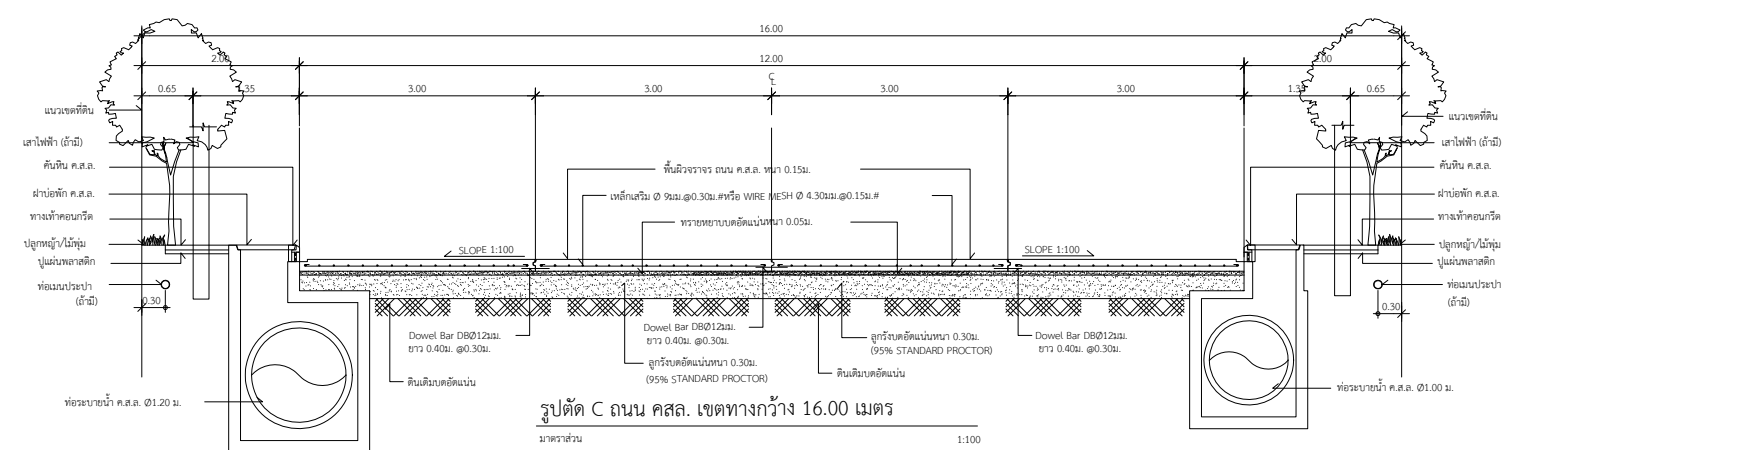 16.00
2.00 12.00 2.00
C
L
0.65 1.35 3.00 3.00 3.00 3.00 1.35 0.65
แนวเขตที่ดิน
เสาไฟฟ้า (ถ้ามี)
คันหิน ค.ส.ล.
ฝาบ่อพัก ค.ส.ล.
ทางเท้าคอนกรีต
ปลูกหญ้า/ไม้พุ่ม
ปูแผ่นพลาสติก
ท่อเมนประปา
(ถ้ามี)
0.30
ท่อระบายน้ำ ค.ส.ล. Ø1.20 ม.
พื้นผิวจราจร ถนน ค.ส.ล. หนา 0.15ม.
เหล็กเสริม Ø 9มม.@0.30ม.#หรือ WIRE MESH Ø 4.30มม.@0.15ม.#
ทรายหยาบบดอัดแน่นหนา 0.05ม.
SLOPE 1:100
SLOPE 1:100
Dowel Bar DBØ12มม.
ยาว 0.40ม. @0.30ม.
Dowel Bar DBØ12มม.
ยาว 0.40ม. @0.30ม.
Dowel Bar DBØ12มม.
ยาว 0.40ม. @0.30ม.
ลูกรังบดอัดแน่นหนา 0.30ม.
(95% STANDARD PROCTOR)
ลูกรังบดอัดแน่นหนา 0.30ม.
(95% STANDARD PROCTOR)
ดินเดิมบดอัดแน่น
ดินเดิมบดอัดแน่น
แนวเขตที่ดิน
เสาไฟฟ้า (ถ้ามี)
คันหิน ค.ส.ล.
ฝาบ่อพัก ค.ส.ล.
ทางเท้าคอนกรีต
ปลูกหญ้า/ไม้พุ่ม
ปูแผ่นพลาสติก
ท่อเมนประปา
(ถ้ามี)
0.30
ท่อระบายน้ำ ค.ส.ล. Ø1.00 ม.
รูปตัด C ถนน คสล. เขตทางกว้าง 16.00 เมตร
มาตราส่วน 1:100